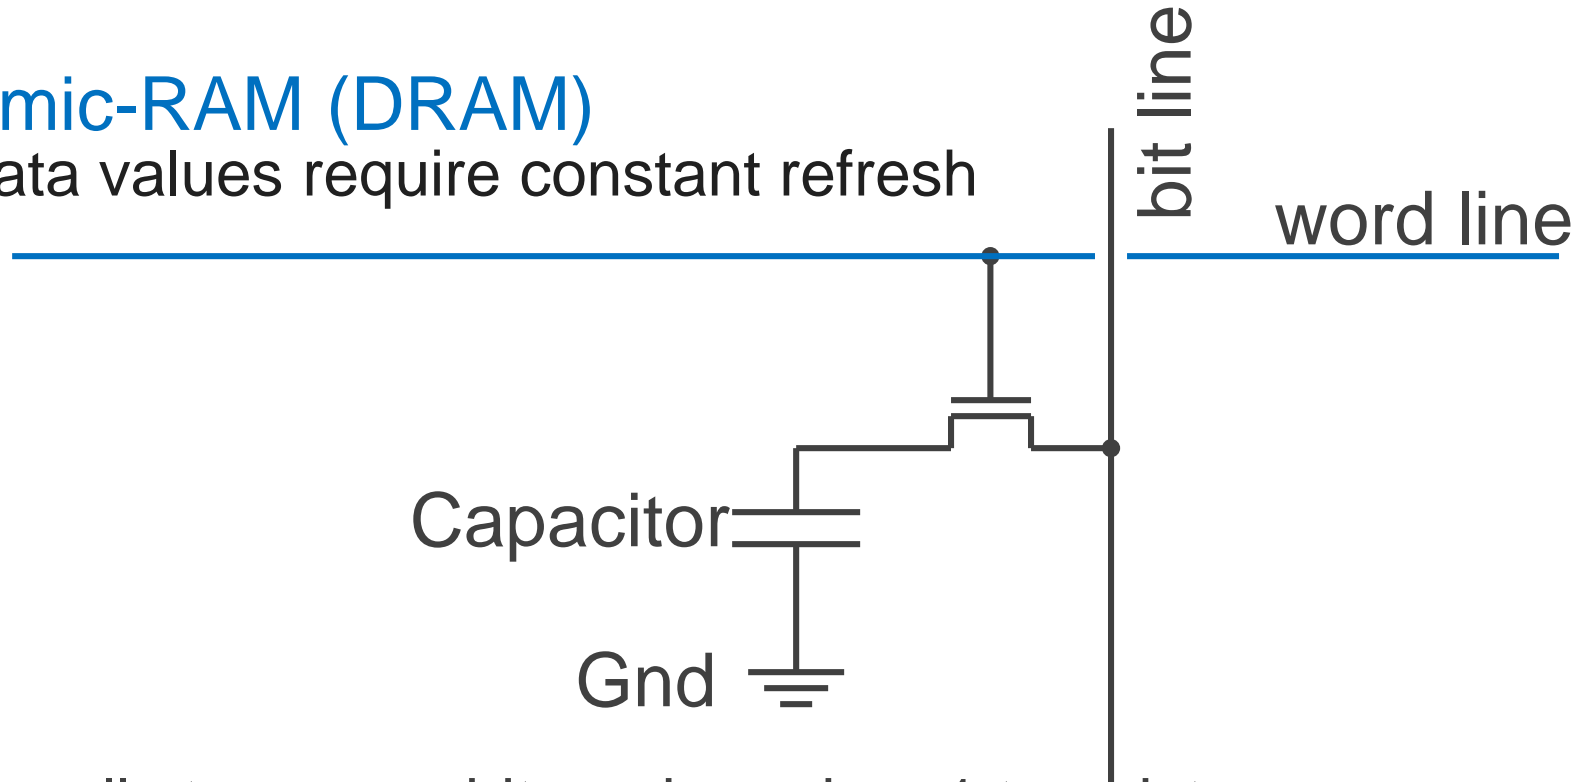 mic-RAM (DRAM)
ata values require constant refresh
bit line
word line
Capacitor
Gnd